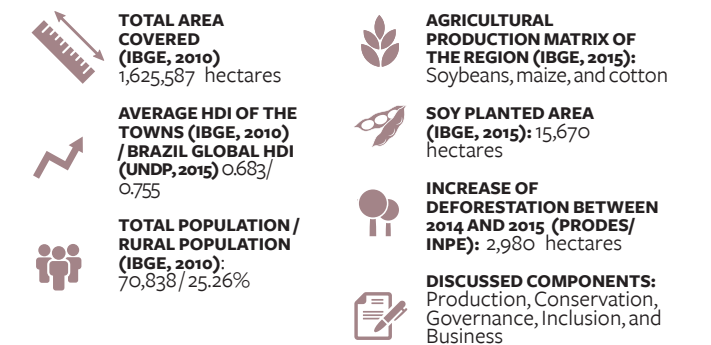 TOTAL AREA
COVERED
(IBGE, 2010)
1,625,587 hectares
AVERAGE HDI OF THE
TOWNS (IBGE, 2010)
/ BRAZIL GLOBAL HDI
(UNDP, 2015) 0.683/
0.755
TOTAL POPULATION /
RURAL POPULATION
(IBGE, 2010):
70,838 / 25.26%
AGRICULTURAL
PRODUCTION MATRIX OF
THE REGION (IBGE, 2015):
Soybeans, maize, and cotton
SOY PLANTED AREA
(IBGE, 2015): 15,670
hectares
INCREASE OF
DEFORESTATION BETWEEN
2014 AND 2015 (PRODES/
INPE): 2,980 hectares
DISCUSSED COMPONENTS:
Production, Conservation,
Governance, Inclusion, and
Business